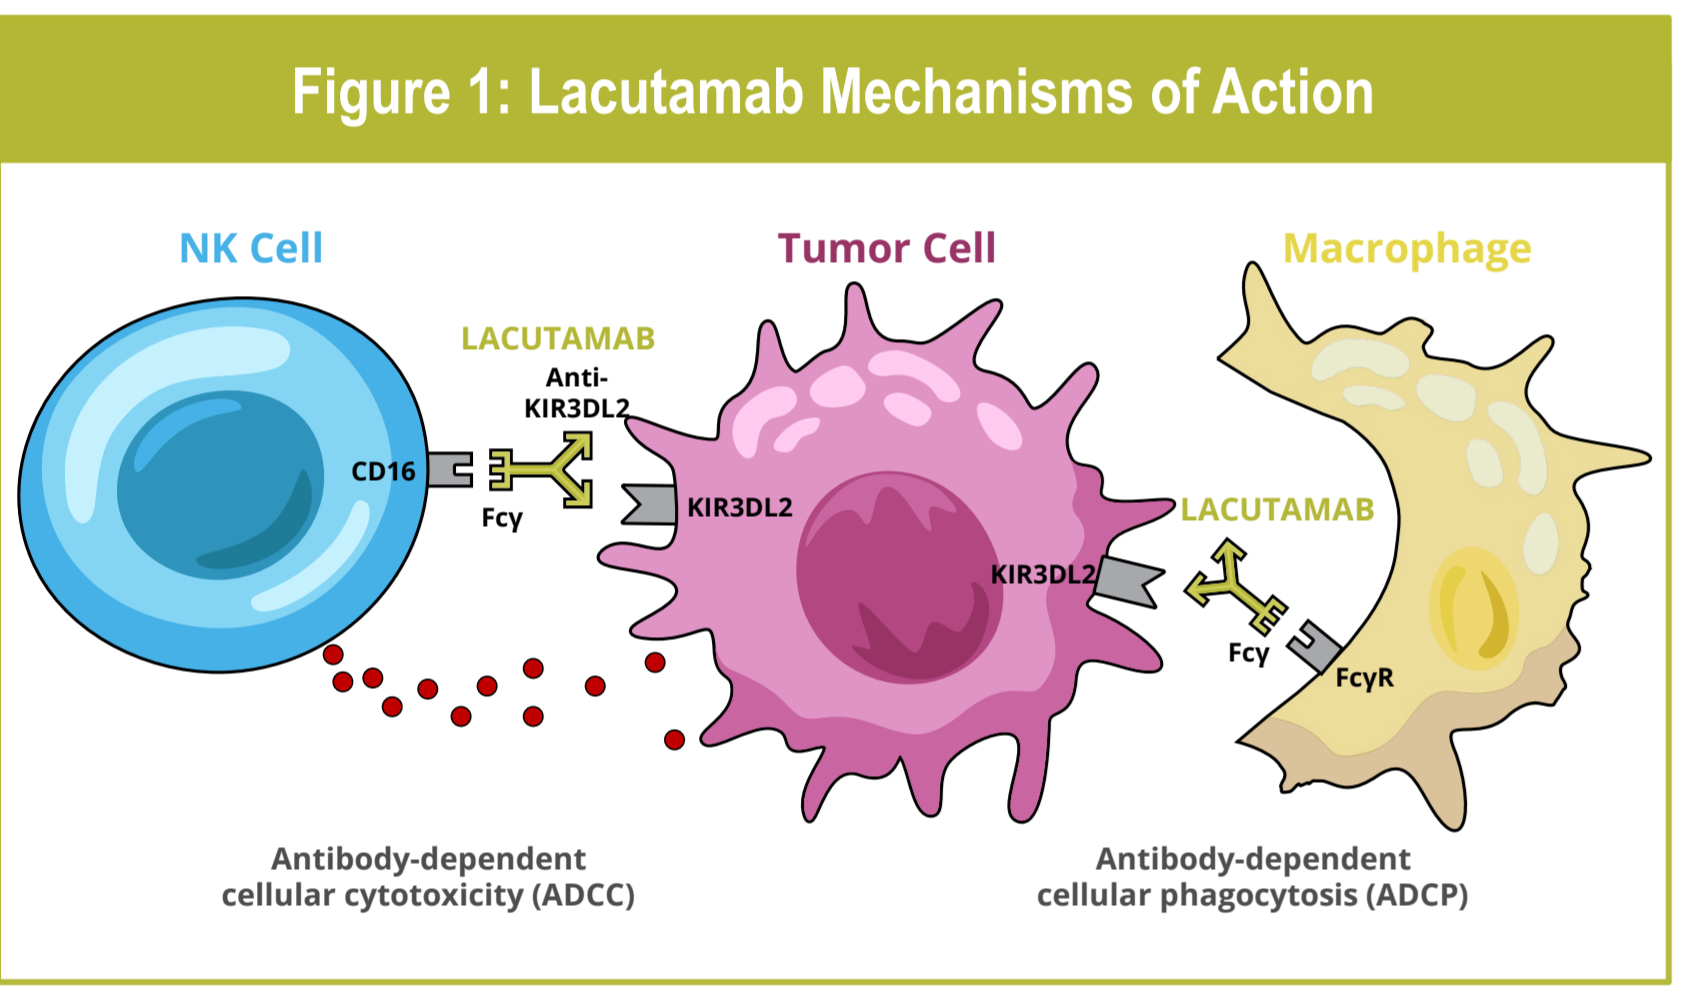 Figure 1: Lacutamab Mechanisms of Action
NK Cell
Tumor Cell
Macrophage
LACUTAMAB
Anti-
KIR3DL2
CD16
Fcγ
KIR3DL2
KIR3DL2
LACUTAMAB
Fcγ
FcγR
Antibody-dependent
cellular cytotoxicity (ADCC)
Antibody-dependent
cellular phagocytosis (ADCP)